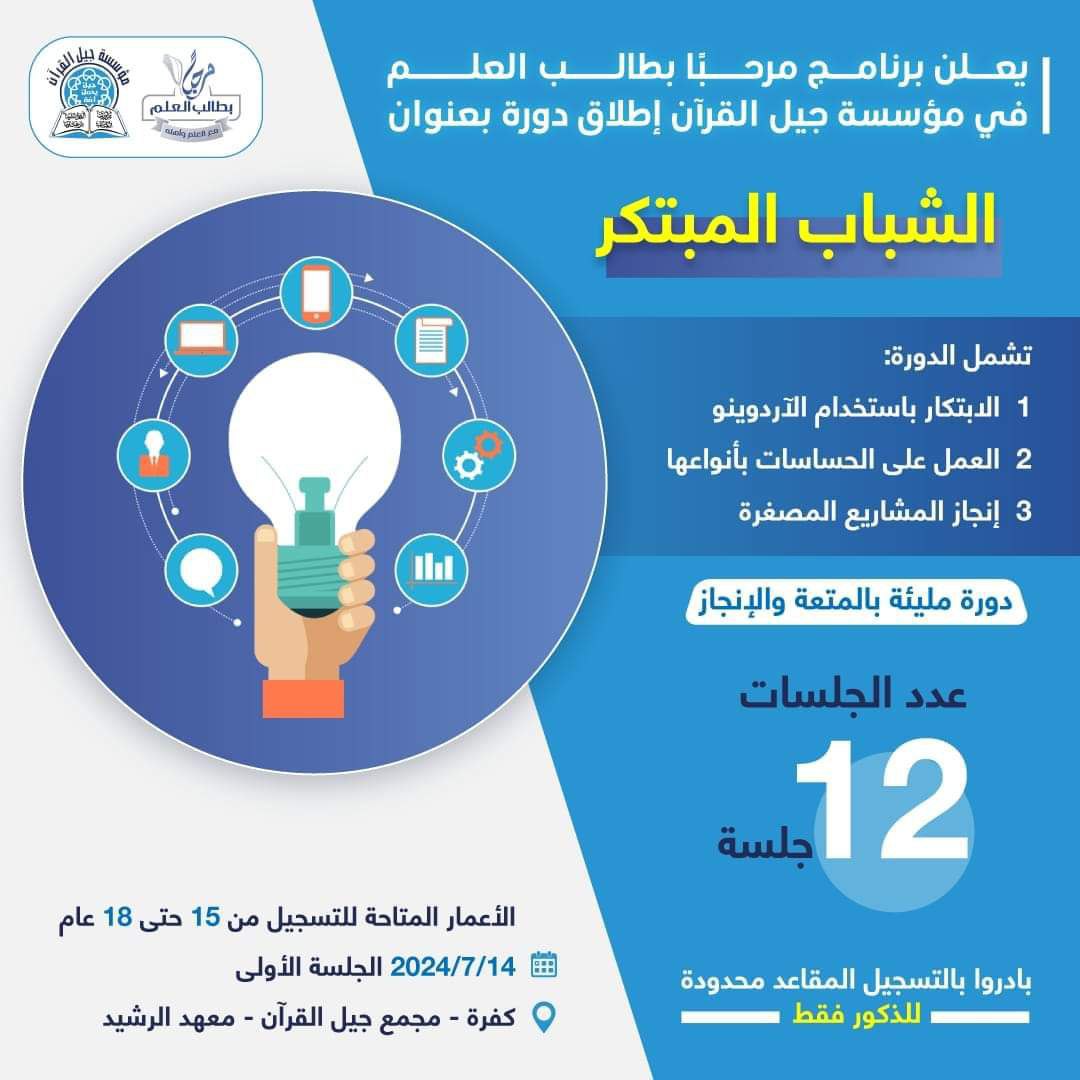 مؤسسة جيل القرآن
مرحبًا
بطالب العلم
مع العلم وأهله
يعلن برنامج مرحبًا بطالب العلم
في مؤسسة جيل القرآن إطلاق دورة بعنوان
الشباب المبتكر
تشمل الدورة:
1 الابتكار باستخدام الآردوينو
2 العمل على الحساسات بأنواعها
3 إنجاز المشاريع المصغرة
دورة مليئة بالمتعة والإنجاز
عدد الجلسات
12 جلسة
الأعمار المتاحة للتسجيل من 15 حتى 18 عام
2024/7/14 الجلسة الأولى
كفرة - مجمع جيل القرآن - معهد الرشيد
بادروا بالتسجيل المقاعد محدودة
للذكور فقط